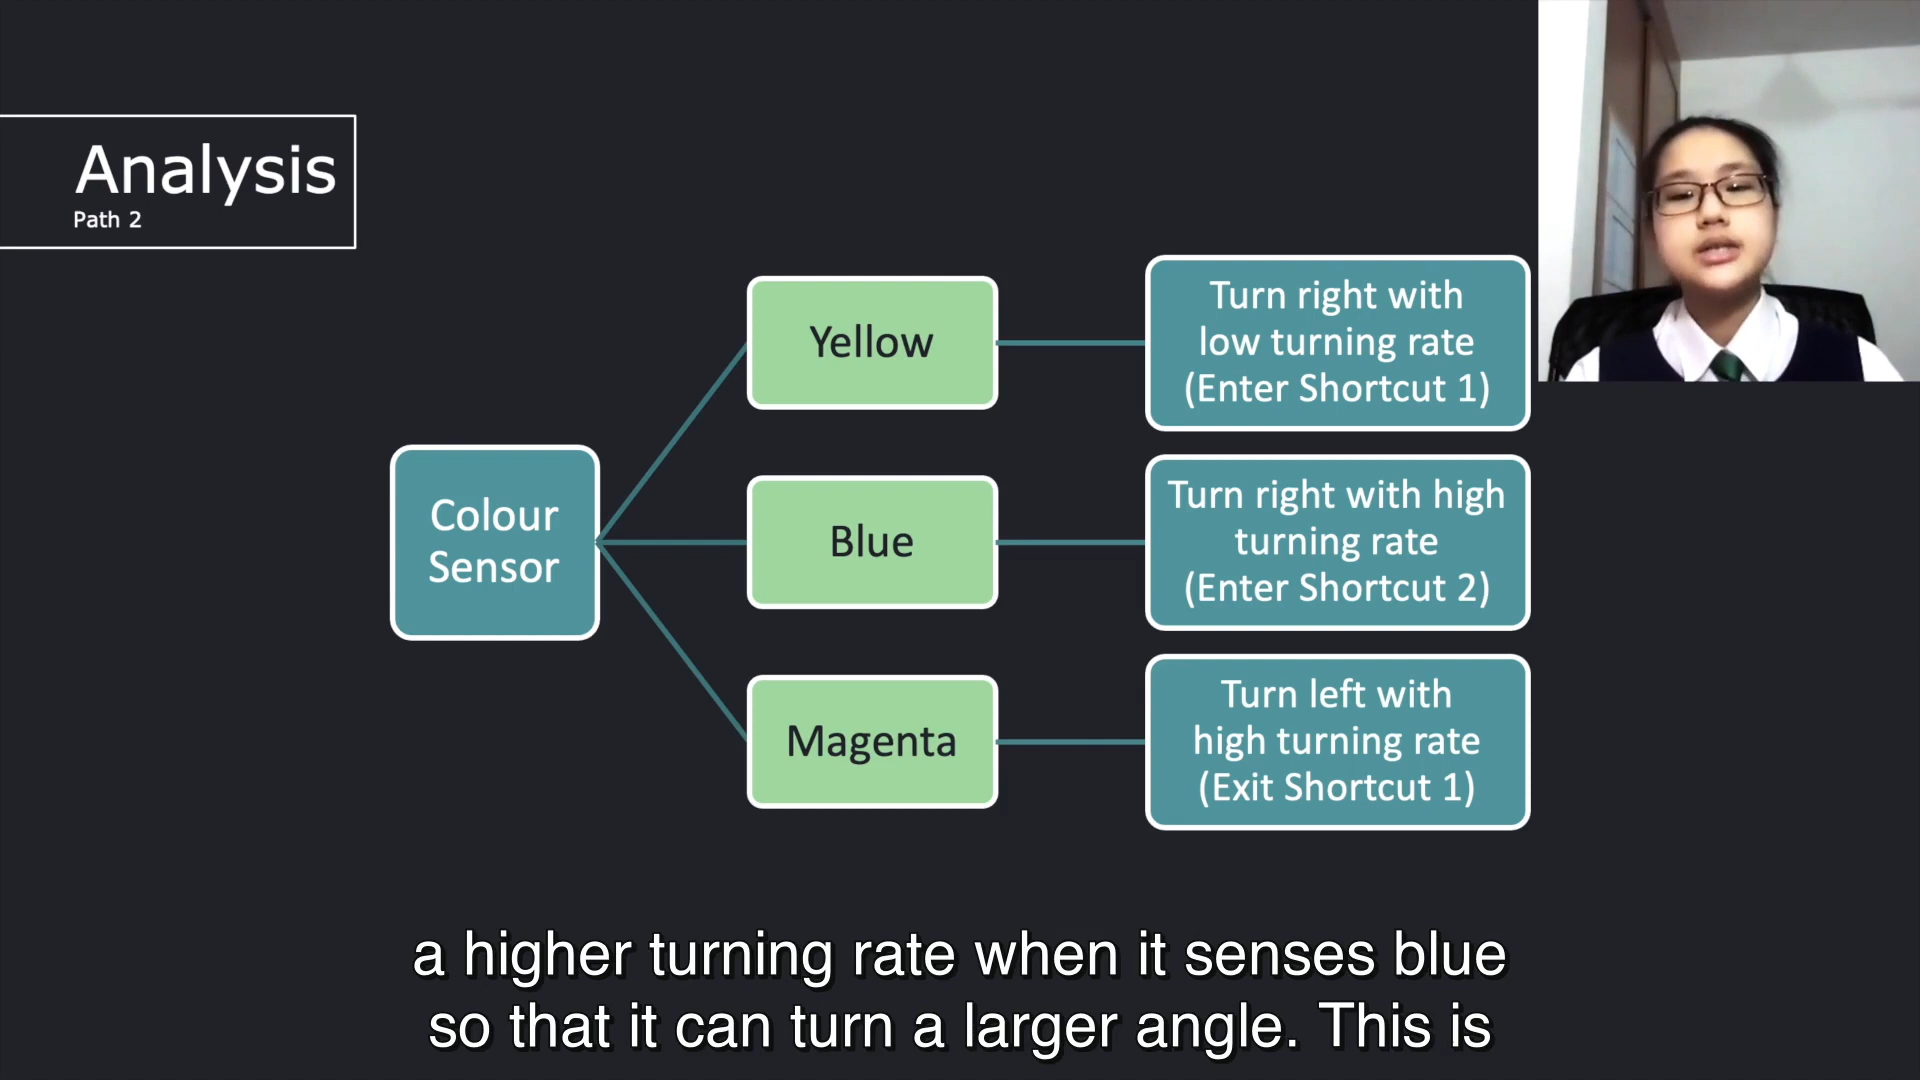 Analysis
Path 2
Colour
Sensor
Yellow
Turn right with
low turning rate
(Enter Shortcut 1)
Blue
Turn right with high
turning rate
(Enter Shortcut 2)
Magenta
Turn left with
high turning rate
(Exit Shortcut 1)
a higher turning rate when it senses blue
so that it can turn a larger angle. This is